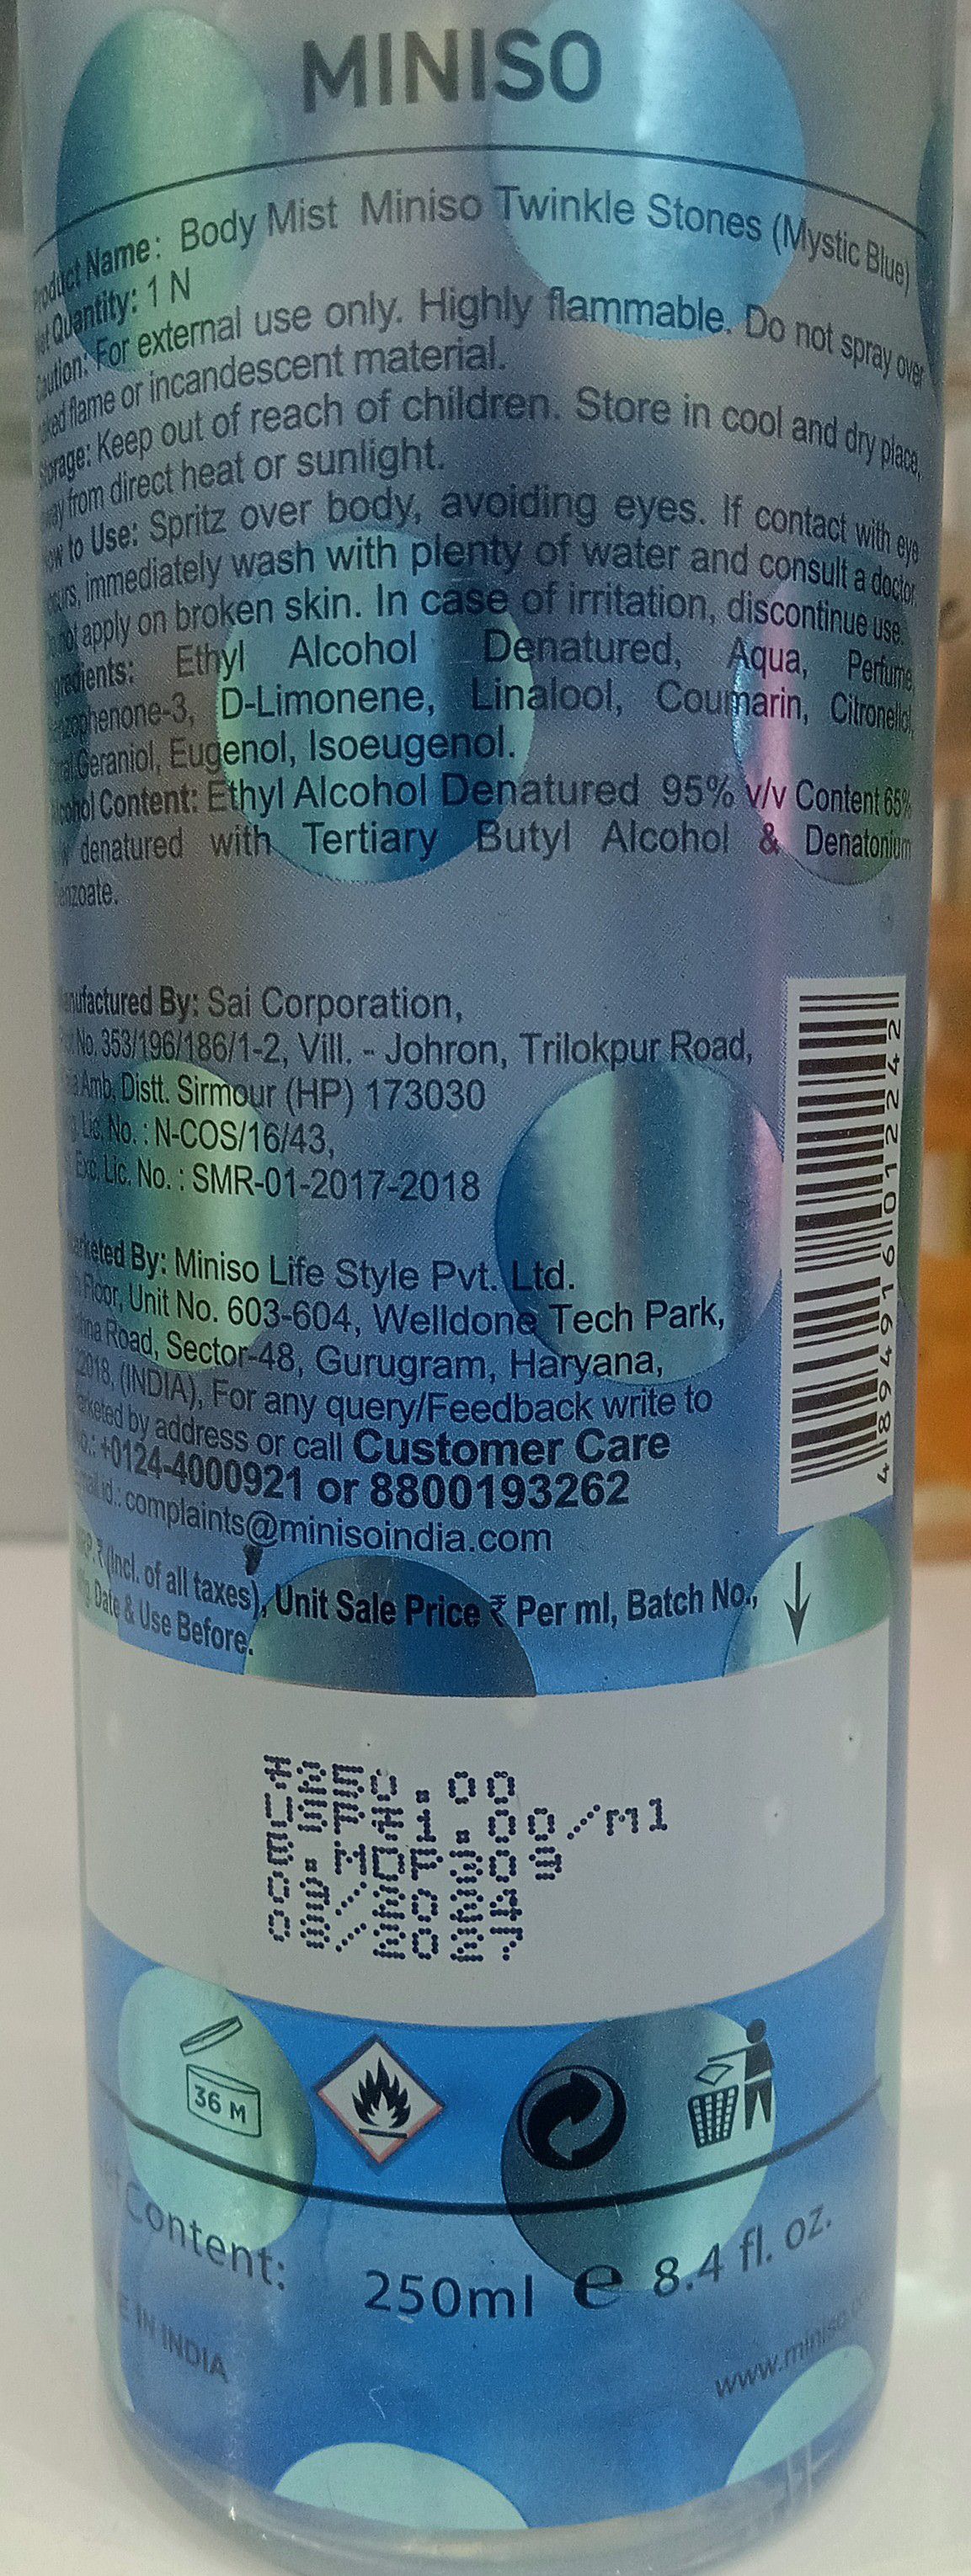 MINISO
Product Name: Body Mist Miniso Twinkle Stones (Mystic Blue)
Net Quantity: 1 N
Caution: For external use only. Highly flammable. Do not spray over
naked flame or incandescent material.
Storage: Keep out of reach of children. Store in cool and dry place,
away from direct heat or sunlight.
How to Use: Spritz over body, avoiding eyes. If contact with eye
occurs, immediately wash with plenty of water and consult a doctor.
Do not apply on broken skin. In case of irritation, discontinue use.
Ingredients: Ethyl Alcohol Denatured, Aqua, Perfume,
Benzophenone-3, D-Limonene, Linalool, Coumarin, Citronellol,
Geraniol, Eugenol, Isoeugenol.
Alcohol Content: Ethyl Alcohol Denatured 95% v/v Content 65%
denatured with Tertiary Butyl Alcohol & Denatonium
Benzoate.
Manufactured By: Sai Corporation,
No. 353/196/186/1-2, Vill. - Johron, Trilokpur Road,
Amb, Distt. Sirmour (HP) 173030
Lic. No. : N-COS/16/43,
Exc. Lic. No. : SMR-01-2017-2018
Marketed By: Miniso Life Style Pvt. Ltd.
Floor, Unit No. 603-604, Welldone Tech Park,
Road, Sector-48, Gurugram, Haryana,
(INDIA), For any query/Feedback write to
Marketed by address or call Customer Care
No.: +0124-4000921 or 8800193262
Email id.: complaints@minisoindia.com
MRP. ₹ (Incl. of all taxes), Unit Sale Price ₹ Per ml, Batch No.,
Mfg. Date & Use Before.
4894916012242
₹250.00
USP₹1.00/ml
B.MDP309
09/2024
08/2027
36 M
Net Content: 250ml e 8.4 fl. oz.
IN INDIA